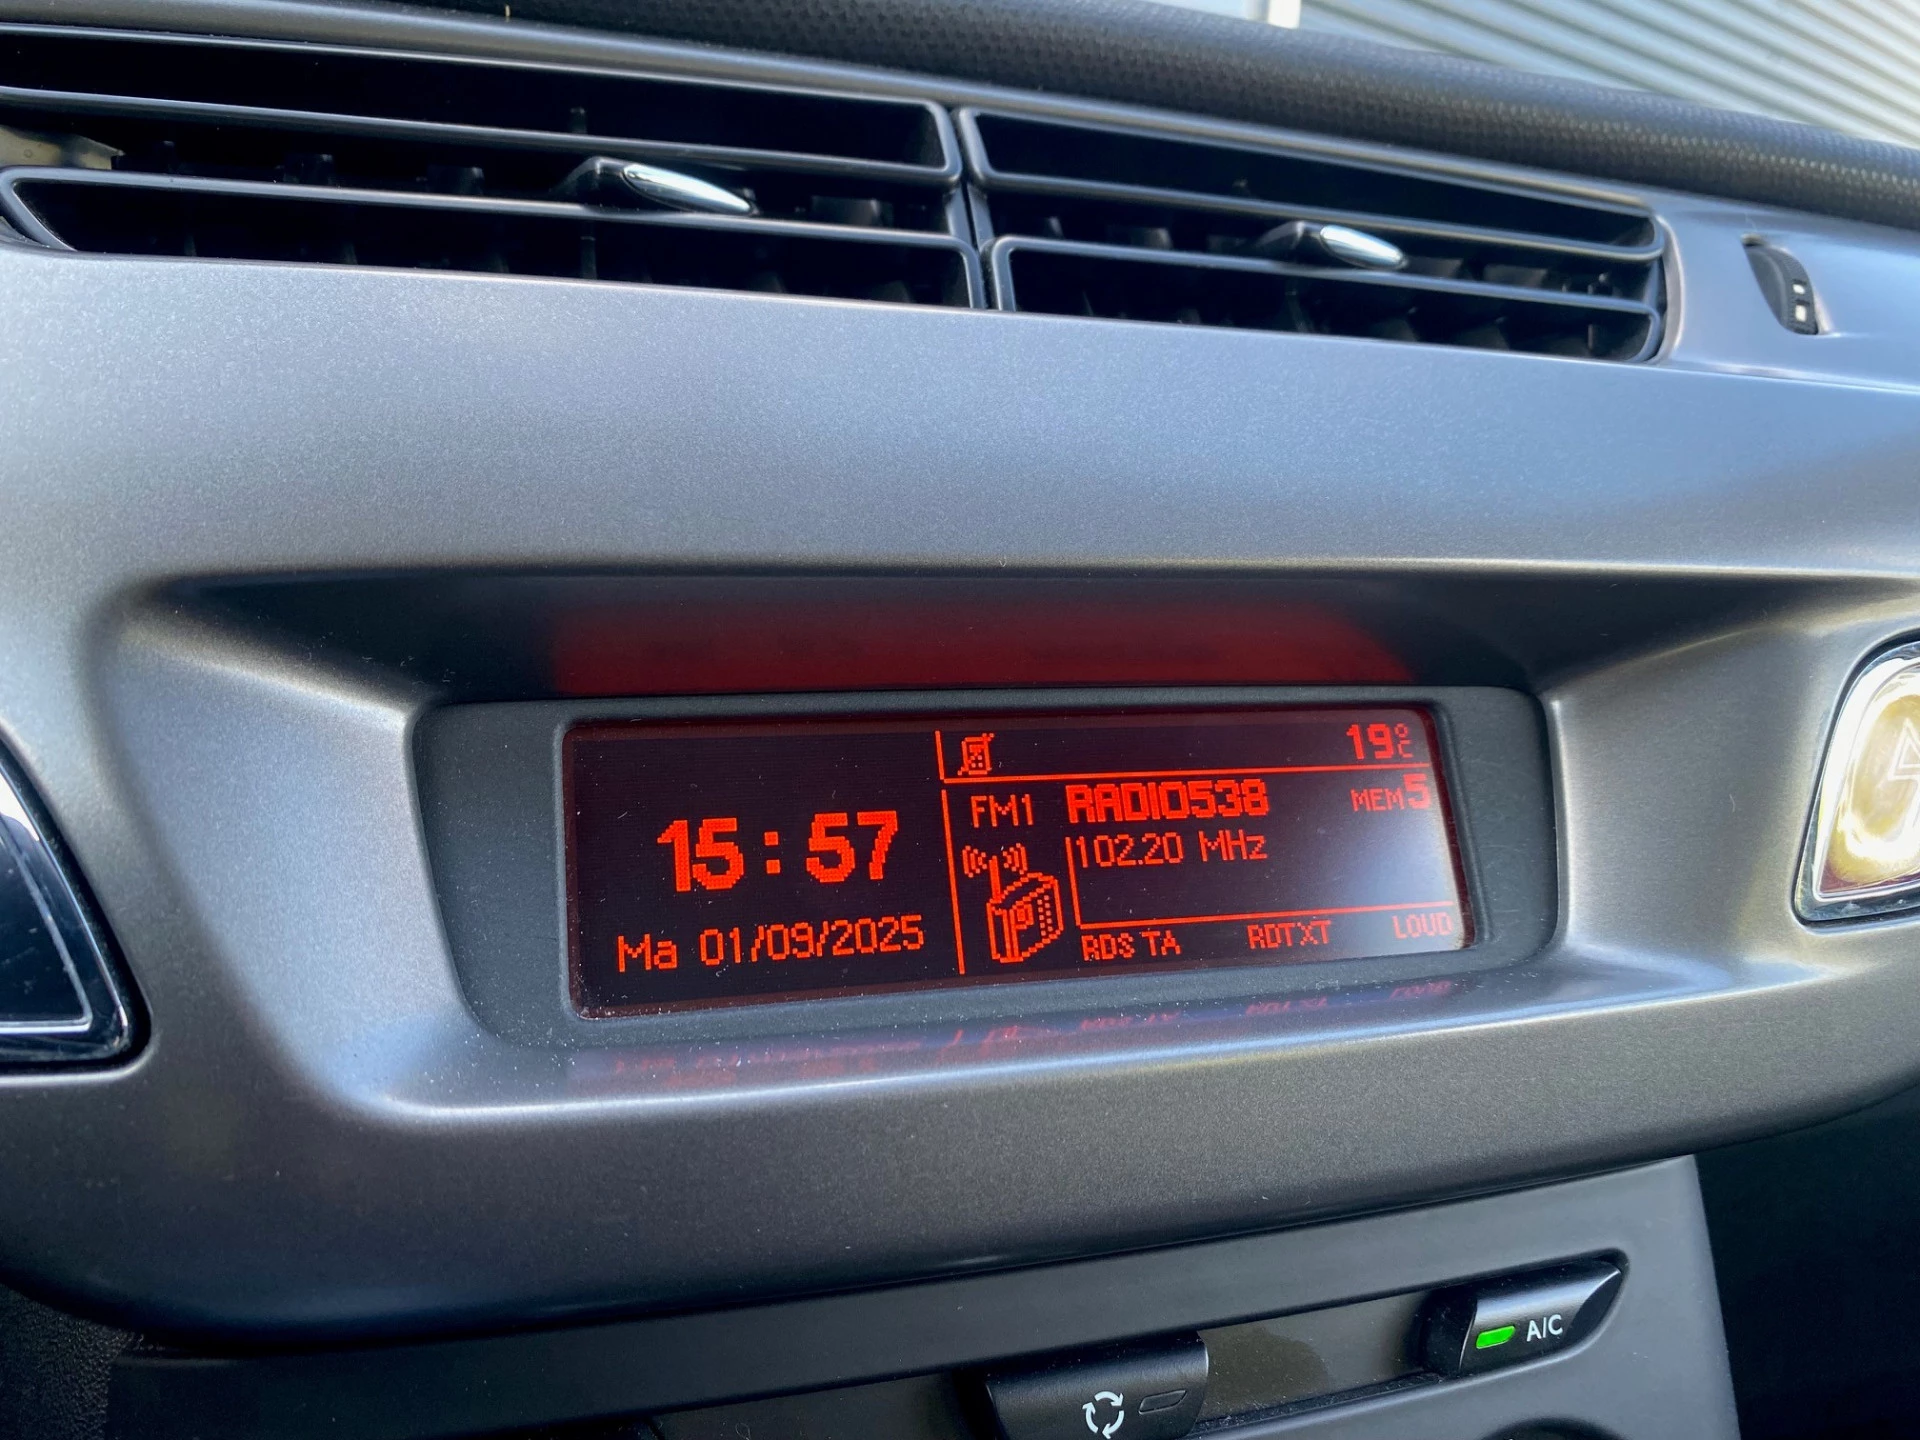 19°C
FM1 RADIO538 MEM5
15:57
102.20 MHz
Ma 01/09/2025
RDS TA RDTXT LOUD
A/C